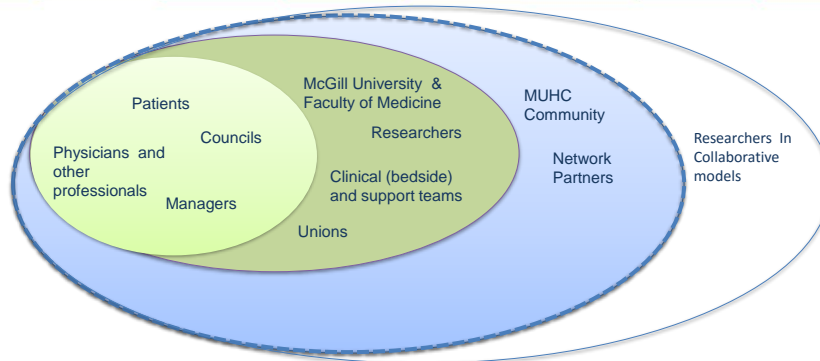 Patients
Councils
Physicians and
other
professionals
Managers
McGill University &
Faculty of Medicine
Researchers
Clinical (bedside)
and support teams
Unions
MUHC
Community
Network
Partners
Researchers In
Collaborative
models